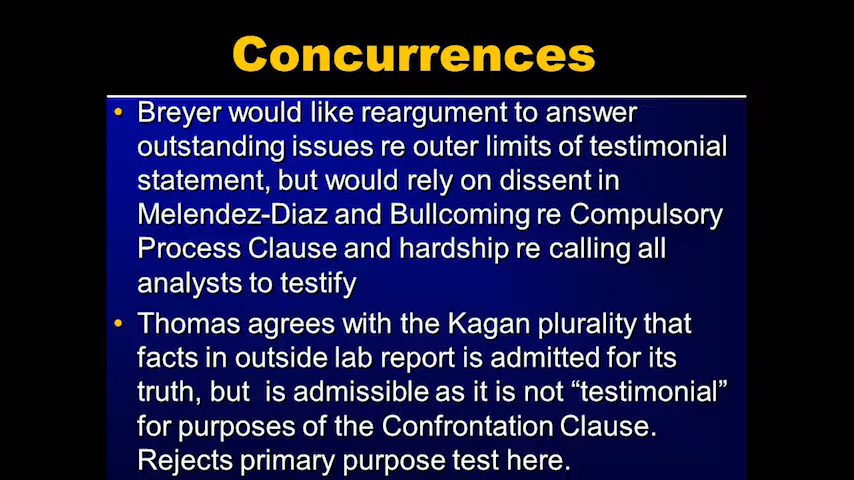 Concurrences
• Breyer would like reargument to answer
outstanding issues re outer limits of testimonial
statement, but would rely on dissent in
Melendez-Diaz and Bullcoming re Compulsory
Process Clause and hardship re calling all
analysts to testify
• Thomas agrees with the Kagan plurality that
facts in outside lab report is admitted for its
truth, but  is admissible as it is not “testimonial”
for purposes of the Confrontation Clause.
Rejects primary purpose test here.